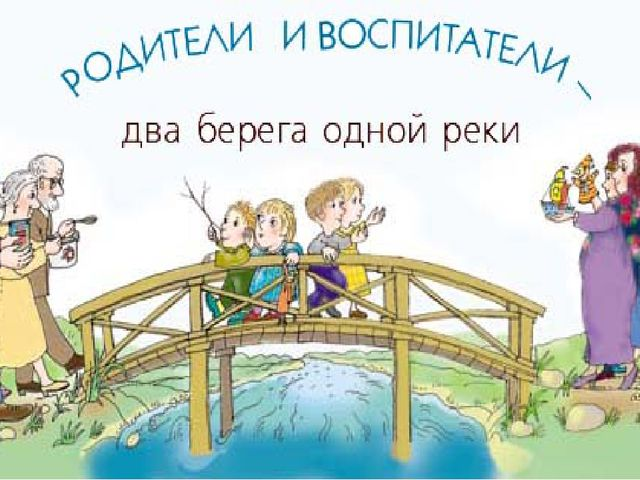 РОДИТЕЛИ И ВОСПИТАТЕЛИ –
два берега одной реки